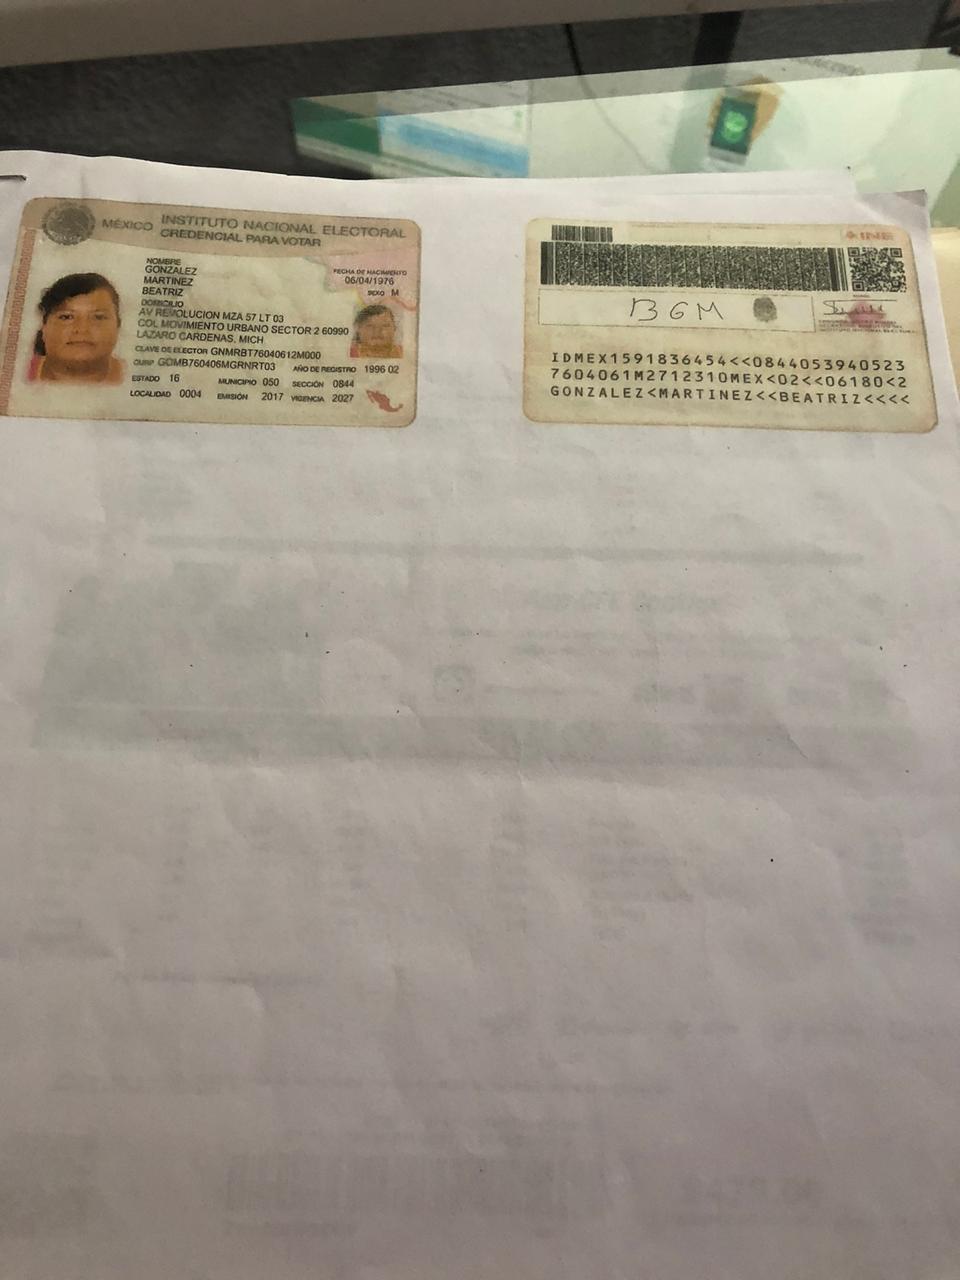 MÉXICO INSTITUTO NACIONAL ELECTORAL
CREDENCIAL PARA VOTAR
NOMBRE
GONZALEZ
MARTINEZ
BEATRIZ
FECHA DE NACIMIENTO
06/04/1976
SEXO M
DOMICILIO
AV REVOLUCION MZA 57 LT 03
COL MOVIMIENTO URBANO SECTOR 2 60990
LAZARO CARDENAS, MICH
CLAVE DE ELECTOR GNMRBT76040612M000
CURP GOMB760406MGRNRT03 AÑO DE REGISTRO 1996 02
ESTADO 16 MUNICIPIO 050 SECCIÓN 0844
LOCALIDAD 0004 EMISIÓN 2017 VIGENCIA 2027
INE
BGM
IDMEX1591836454<<0844053940523
7604061M2712310MEX<02<<06180<2
GONZALEZ<MARTINEZ<<BEATRIZ<<<<